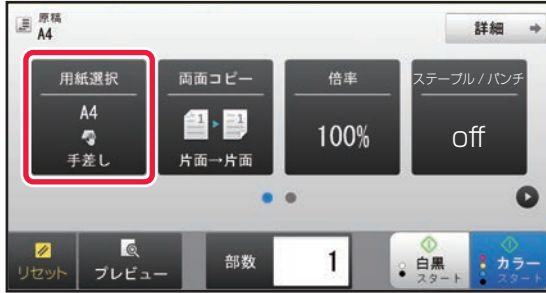 原稿
A4
詳細
用紙選択
A4
手差し
両面コピー
1
1
片面→片面
倍率
100%
ステープル / パンチ
off
リセット
プレビュー
部数
1
白黒
スタート
カラー
スタート